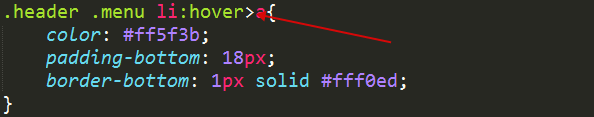 .header .menu li:hover>a{
color: #ff5f3b;
padding-bottom: 18px;
border-bottom: 1px solid #fff0ed;
}